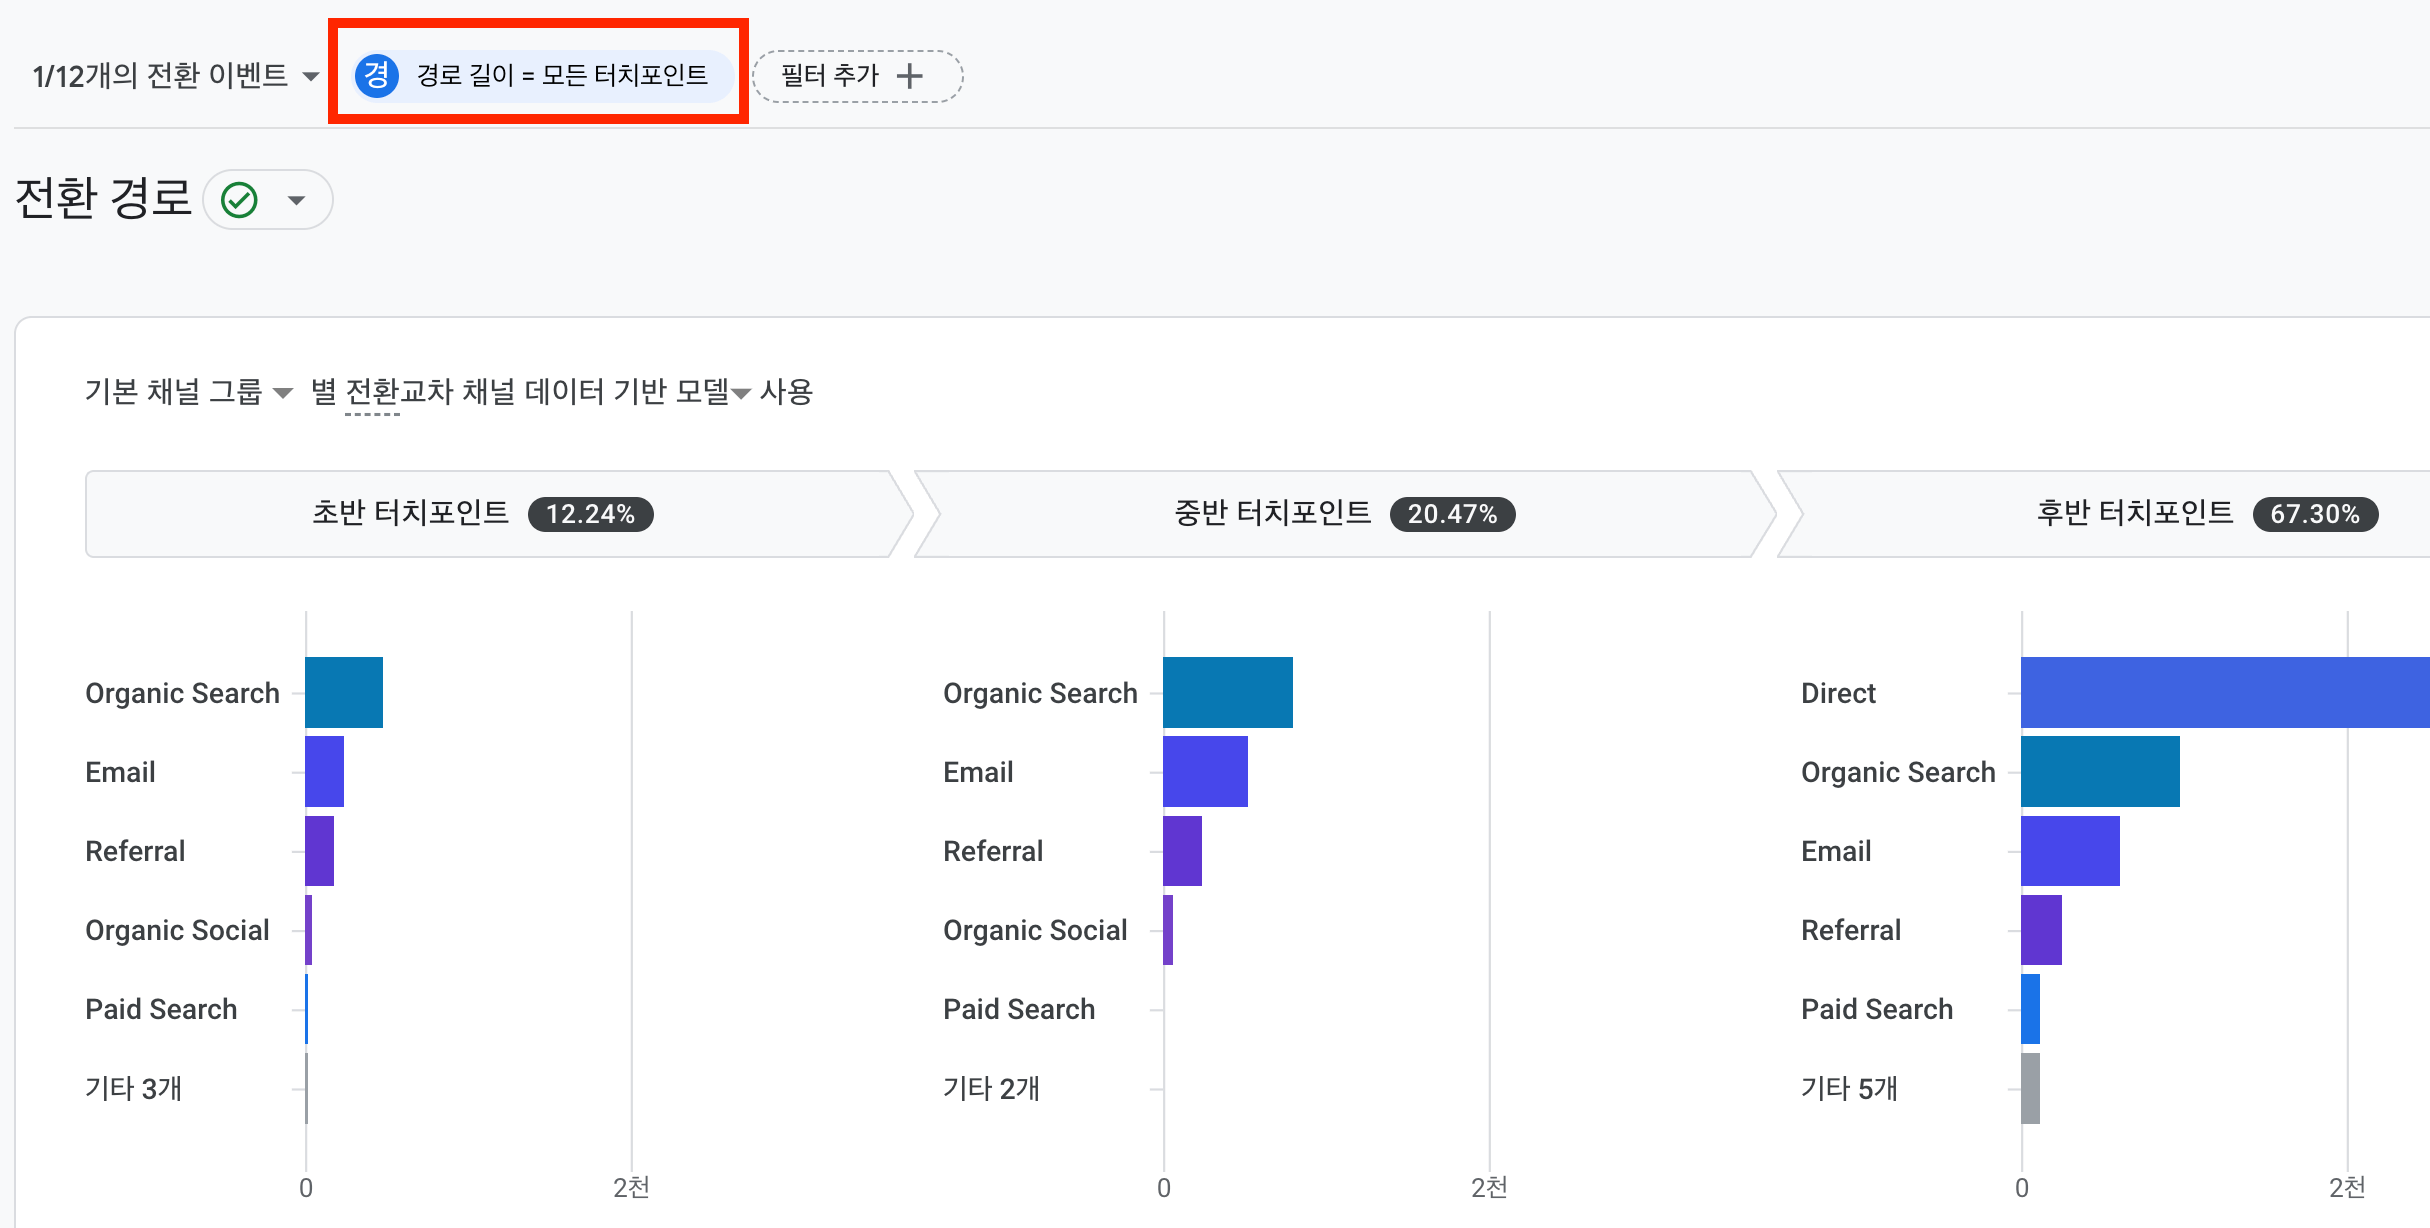 1/12개의 전환 이벤트
경 경로 길이 = 모든 터치포인트
필터 추가 +
전환 경로
기본 채널 그룹 별 전환교차 채널 데이터 기반 모델 사용
초반 터치포인트 12.24%
Organic Search
Email
Referral
Organic Social
Paid Search
기타 3개
0 2천
중반 터치포인트 20.47%
Organic Search
Email
Referral
Organic Social
Paid Search
기타 2개
0 2천
후반 터치포인트 67.30%
Direct
Organic Search
Email
Referral
Paid Search
기타 5개
0 2천